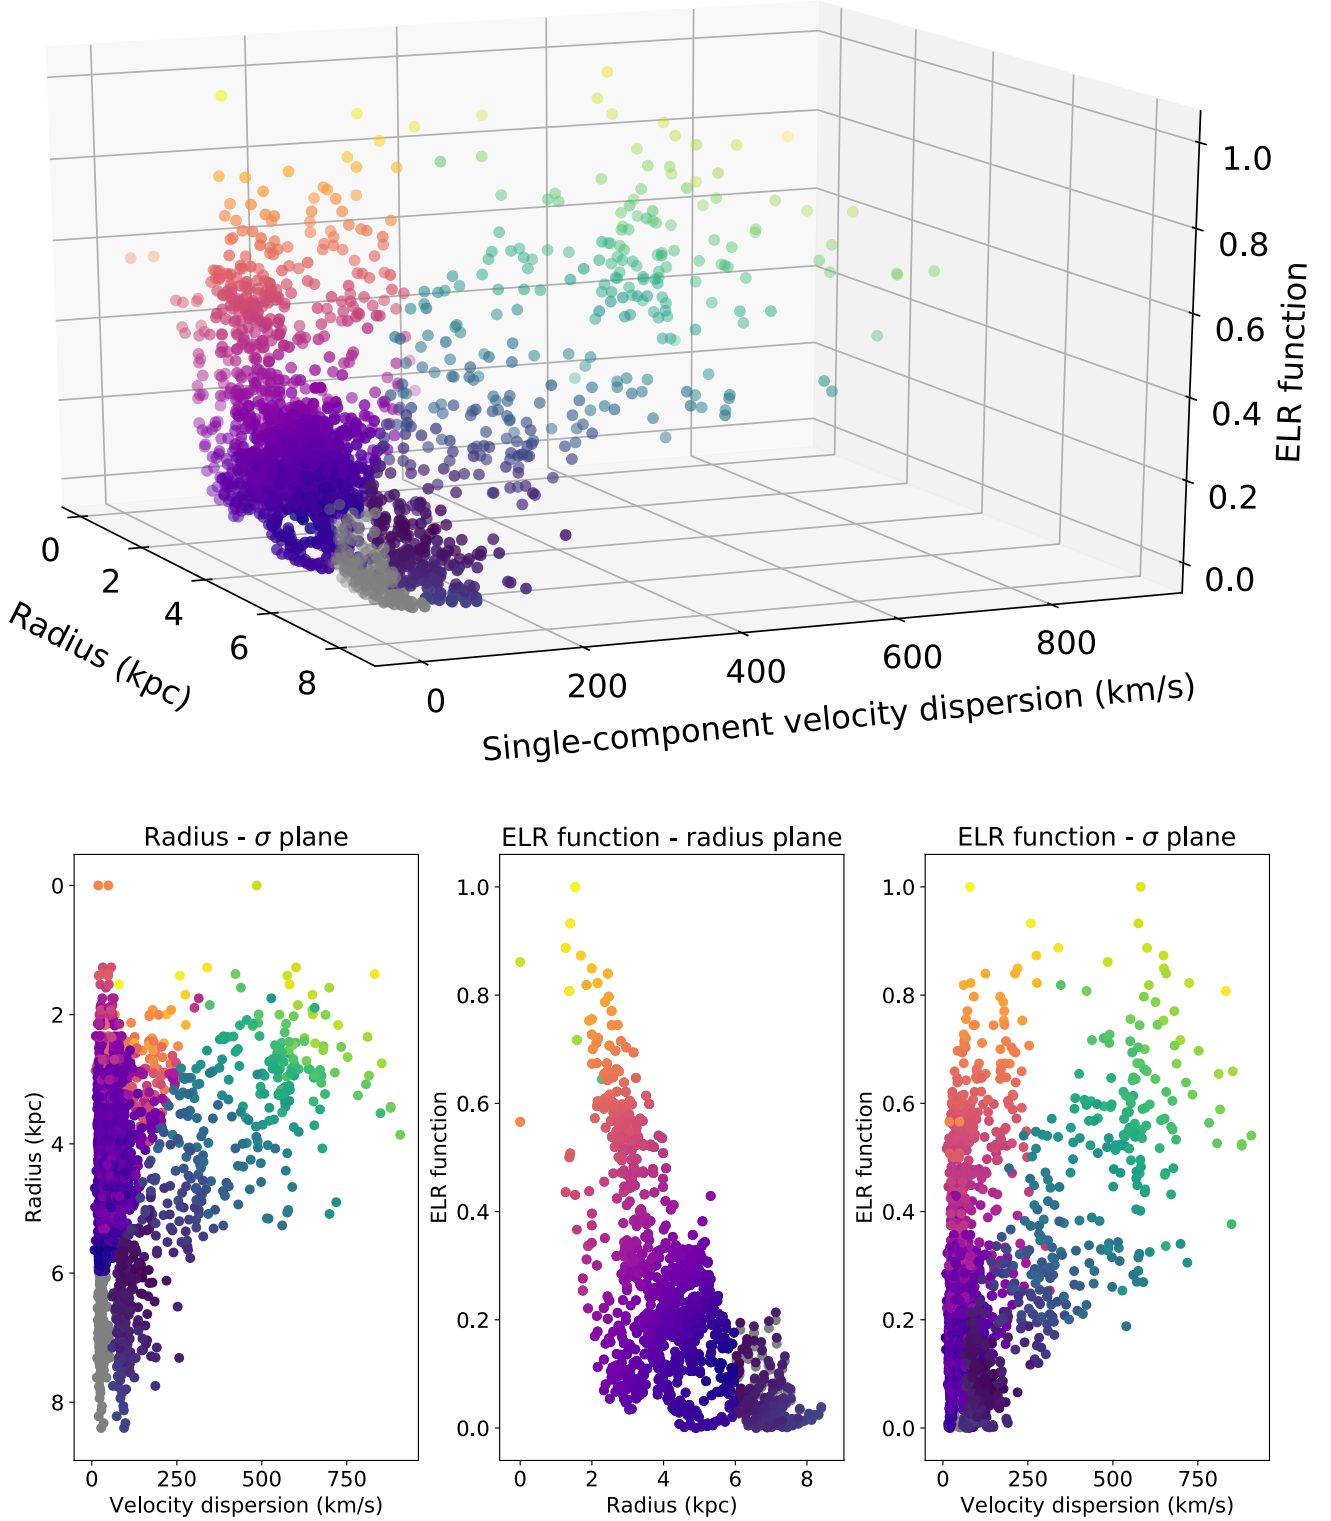 1.0
0.8
0.6
0.4
0.2
0.0
ELR function
0
2
4
6
8
Radius (kpc)
0
200
400
600
800
Single-component velocity dispersion (km/s)
Radius - σ plane
0
2
4
6
8
Radius (kpc)
0 250 500 750
Velocity dispersion (km/s)
ELR function - radius plane
1.0
0.8
0.6
0.4
0.2
0.0
ELR function
0 2 4 6 8
Radius (kpc)
ELR function - σ plane
1.0
0.8
0.6
0.4
0.2
0.0
ELR function
0 250 500 750
Velocity dispersion (km/s)